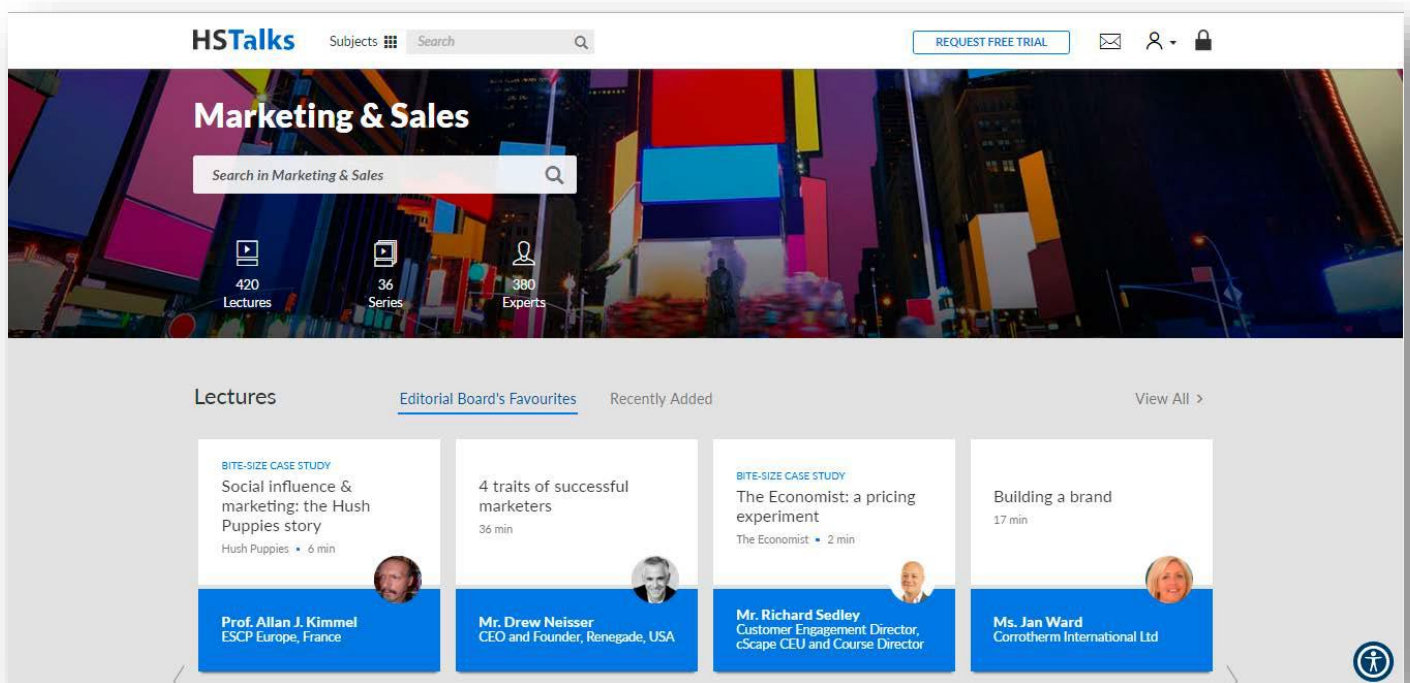 HSTalks Subjects Search REQUEST FREE TRIAL
Marketing & Sales
Search in Marketing & Sales
420 36 380
Lectures Series Experts
Lectures Editorial Board's Favourites Recently Added View All >
BITE-SIZE CASE STUDY
Social influence &
marketing: the Hush
Puppies story
Hush Puppies • 6 min
Prof. Allan J. Kimmel
ESCP Europe, France
4 traits of successful
marketers
36 min
Mr. Drew Neisser
CEO and Founder, Renegade, USA
BITE-SIZE CASE STUDY
The Economist: a pricing
experiment
The Economist • 2 min
Mr. Richard Sedley
Customer Engagement Director,
cScape CEU and Course Director
Building a brand
17 min
Ms. Jan Ward
Corrotherm International Ltd